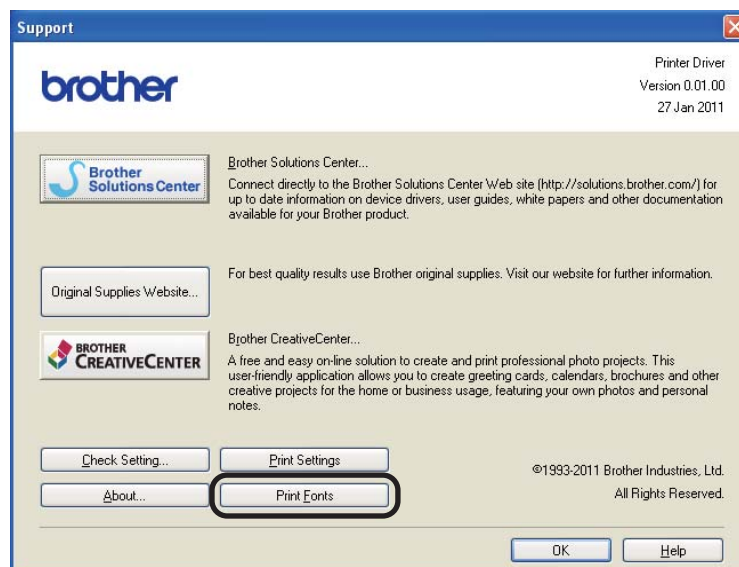 Support
brother
Printer Driver
Version 0.01.00
27 Jan 2011
Brother
Solutions Center
Brother Solutions Center...
Connect directly to the Brother Solutions Center Web site (http://solutions.brother.com/) for
up to date information on device drivers, user guides, white papers and other documentation
available for your Brother product.
Original Supplies Website...
For best quality results use Brother original supplies. Visit our website for further information.
BROTHER
CREATIVECENTER
Brother CreativeCenter...
A free and easy on-line solution to create and print professional photo projects. This
user-friendly application allows you to create greeting cards, calendars, brochures and other
creative projects for the home or business usage, featuring your own photos and personal
notes.
Check Setting...
Print Settings
About...
Print Fonts
©1993-2011 Brother Industries, Ltd.
All Rights Reserved.
OK
Help